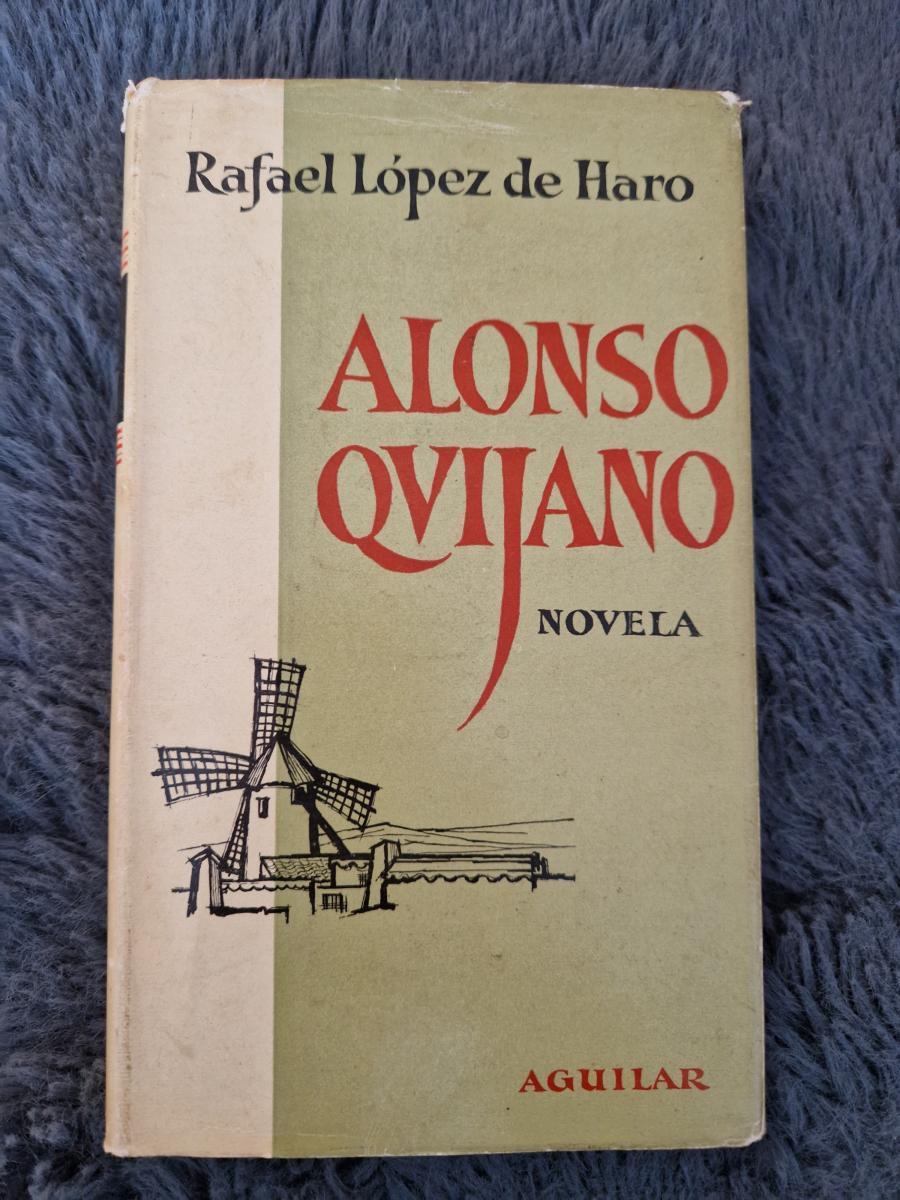 Rafael López de Haro
ALONSO
QVIJANO
NOVELA
AGUILAR